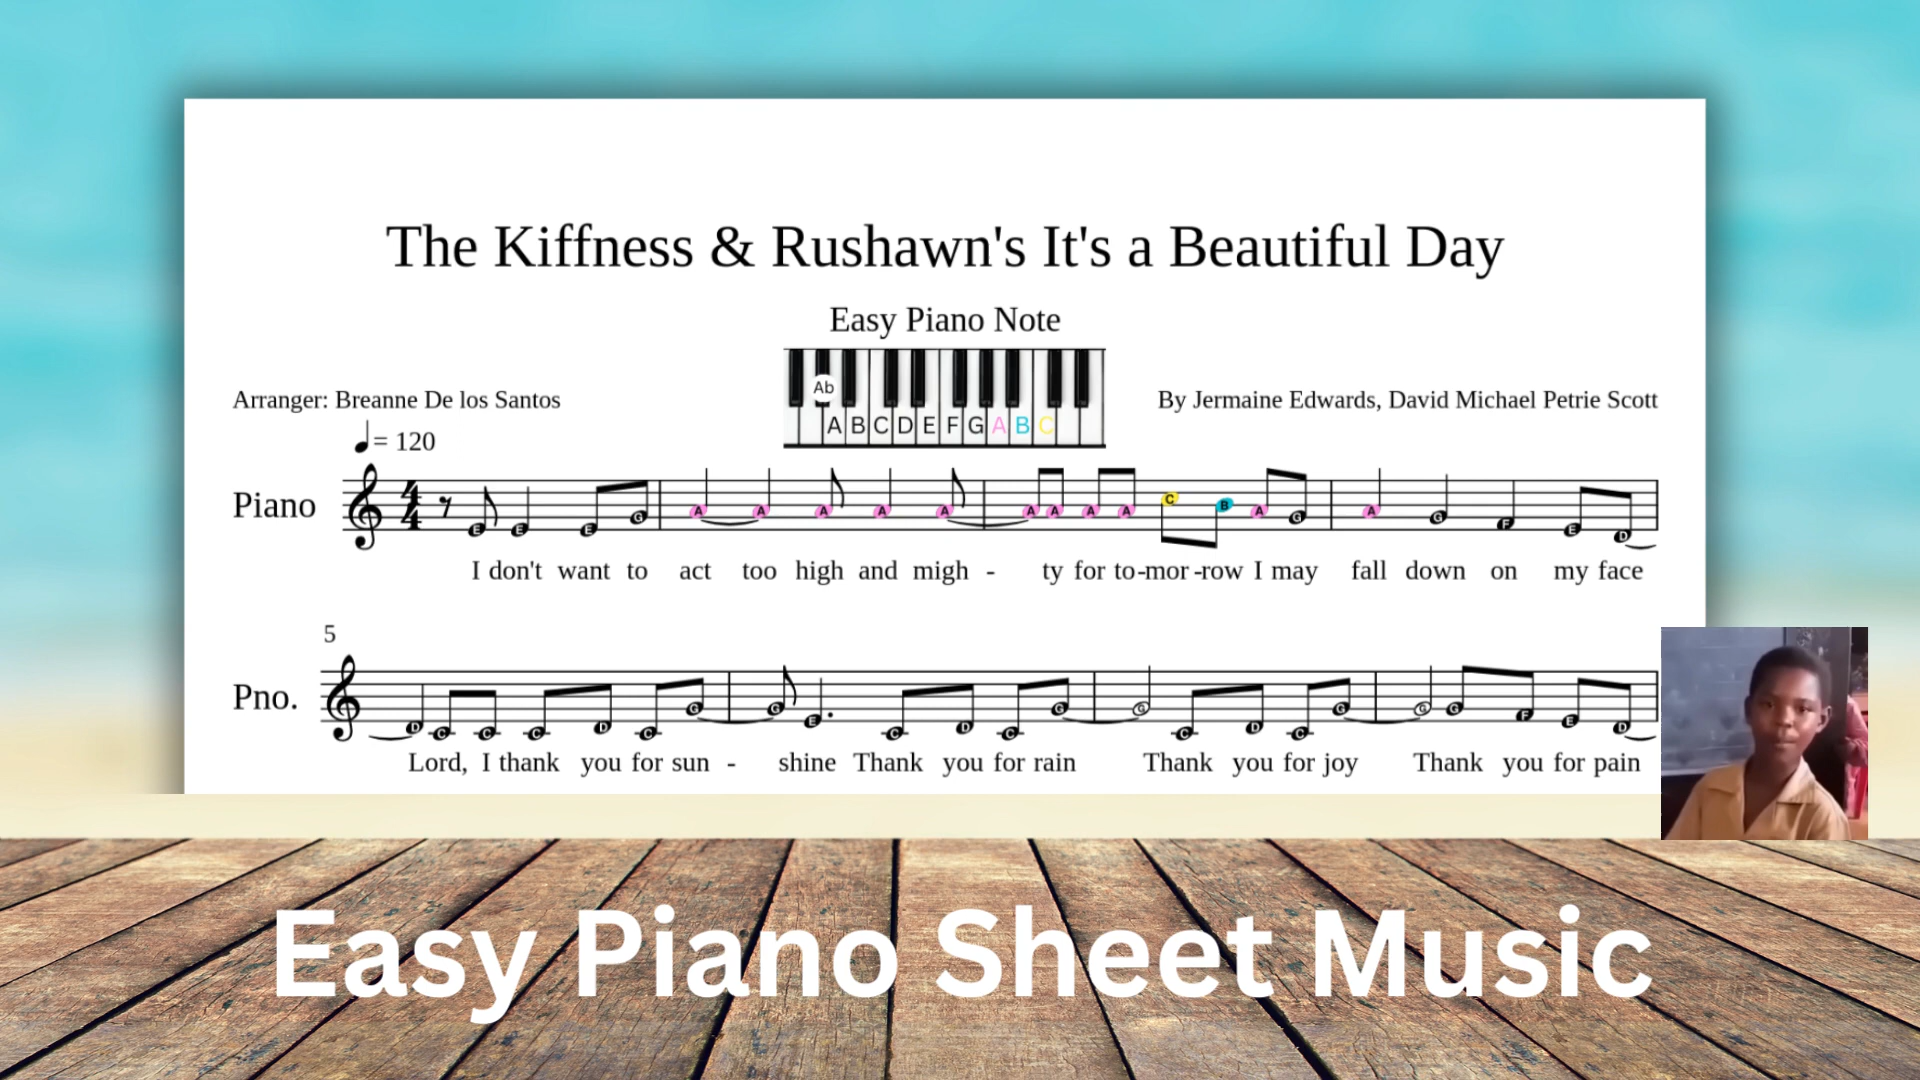 The Kiffness & Rushawn's It's a Beautiful Day
Easy Piano Note
Ab
A B C D E F G A B C
Arranger: Breanne De los Santos
By Jermaine Edwards, David Michael Petrie Scott
= 120
Piano
4
4
E E E G A A A A A A A A A C B A G A G F E D
I don't want to act too high and migh - ty for to-mor-row I may fall down on my face
5
Pno.
D C C C D C G G E C D C G G C D C G G G F E D
Lord, I thank you for sun - shine Thank you for rain Thank you for joy Thank you for pain
Easy Piano Sheet Music